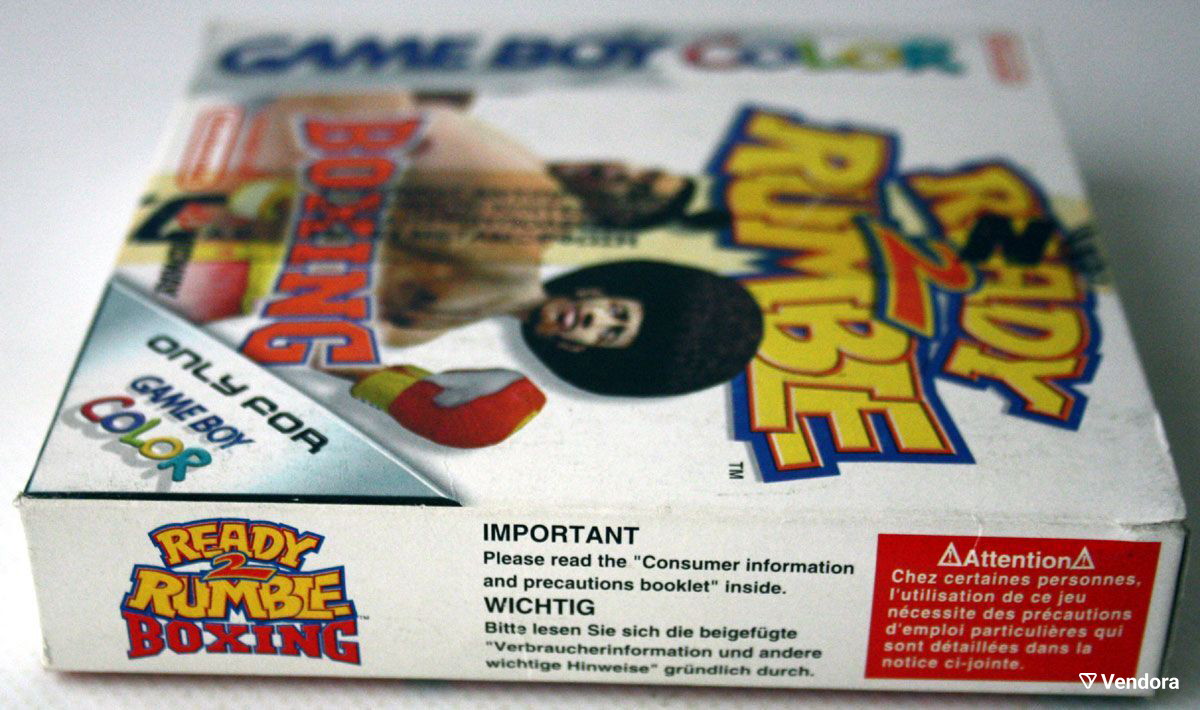 GAME BOY COLOR
READY
2
RUMBLE
TM
BOXING
ONLY FOR
GAME BOY
COLOR
READY
2
RUMBLE
BOXING
IMPORTANT
Please read the "Consumer information
and precautions booklet" inside.
WICHTIG
Bitte lesen Sie sich die beigefügte
"Verbraucherinformation und andere
wichtige Hinweise" gründlich durch.
⚠Attention⚠
Chez certaines personnes,
l'utilisation de ce jeu
nécessite des précautions
d'emploi particulières qui
sont détaillées dans la
notice ci-jointe.
Vendora